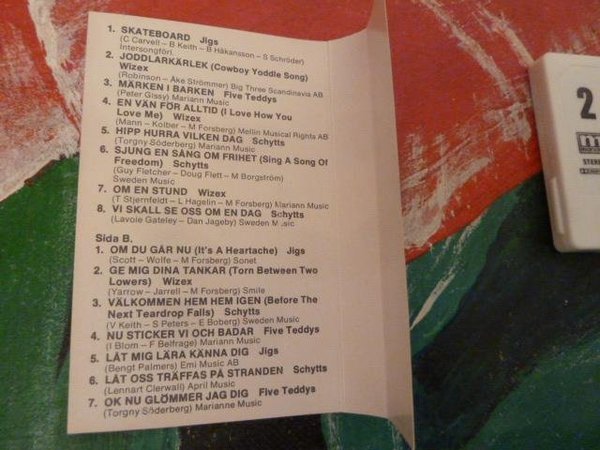 1. SKATEBOARD Jigs
(C Carvell – B Keith – B Håkansson – S Schröder)
Intersongförl.
2. JODDLARKÄRLEK (Cowboy Yoddle Song)
Wizex
(Robinson – Åke Strömmer) Big Three Scandinavia AB
3. MÄRKEN I BARKEN Five Teddys
(Peter Gissy) Mariann Music
4. EN VÄN FÖR ALLTID (I Love How You
Love Me) Wizex
(Mann – Kolber – M Forsberg) Mellin Musical Rights AB
5. HIPP HURRA VILKEN DAG Schytts
(Torgny Söderberg) Mariann Music
6. SJUNG EN SÅNG OM FRIHET (Sing A Song Of
Freedom) Schytts
(Guy Fletcher – Doug Flett – M Borgström)
Sweden Music
7. OM EN STUND Wizex
(T Stjernfeldt – L Hagelin – M Forsberg) Mariann Music
8. VI SKALL SE OSS OM EN DAG Schytts
(Lavoie Gateley – Dan Jageby) Sweden Music
Sida B.
1. OM DU GÅR NU (It's A Heartache) Jigs
(Scott – Wolfe – M Forsberg) Sonet
2. GE MIG DINA TANKAR (Torn Between Two
Lowers) Wizex
(Yarrow – Jarrell – M Forsberg) Smile
3. VÄLKOMMEN HEM HEM IGEN (Before The
Next Teardrop Falls) Schytts
(V Keith – S Peters – E Boberg) Sweden Music
4. NU STICKER VI OCH BADAR Five Teddys
(I Blom – F Belfrage) Mariann Music
5. LÅT MIG LÄRA KÄNNA DIG Jigs
(Bengt Palmers) Emi Music AB
6. LÅT OSS TRÄFFAS PÅ STRANDEN Schytts
(Lennart Clerwall) April Music
7. OK NU GLÖMMER JAG DIG Five Teddys
(Torgny Söderberg) Marianne Music
2
STERE